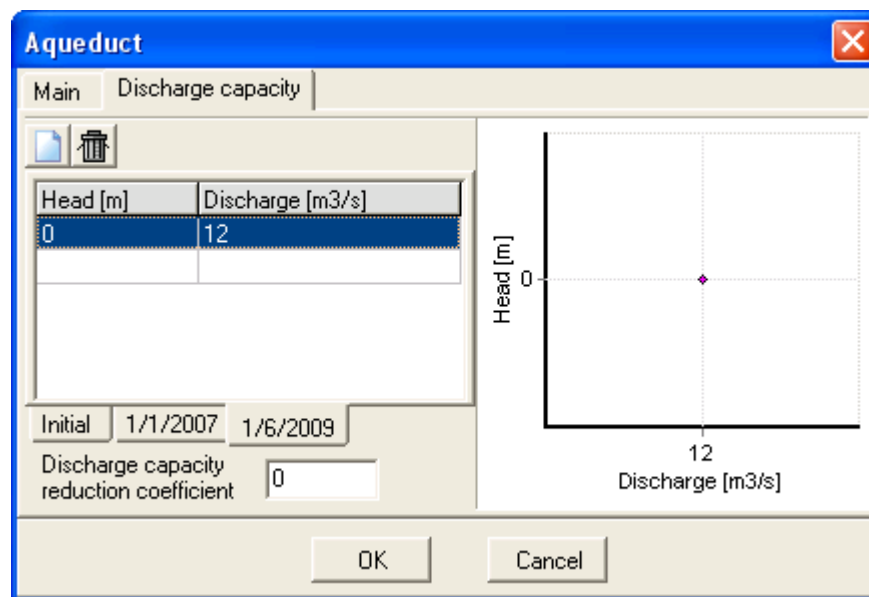 Aqueduct
Main Discharge capacity
Head [m] Discharge [m3/s]
0 12
Initial 1/1/2007 1/6/2009
Discharge capacity
reduction coefficient 0
Head [m]
0
12
Discharge [m3/s]
OK Cancel